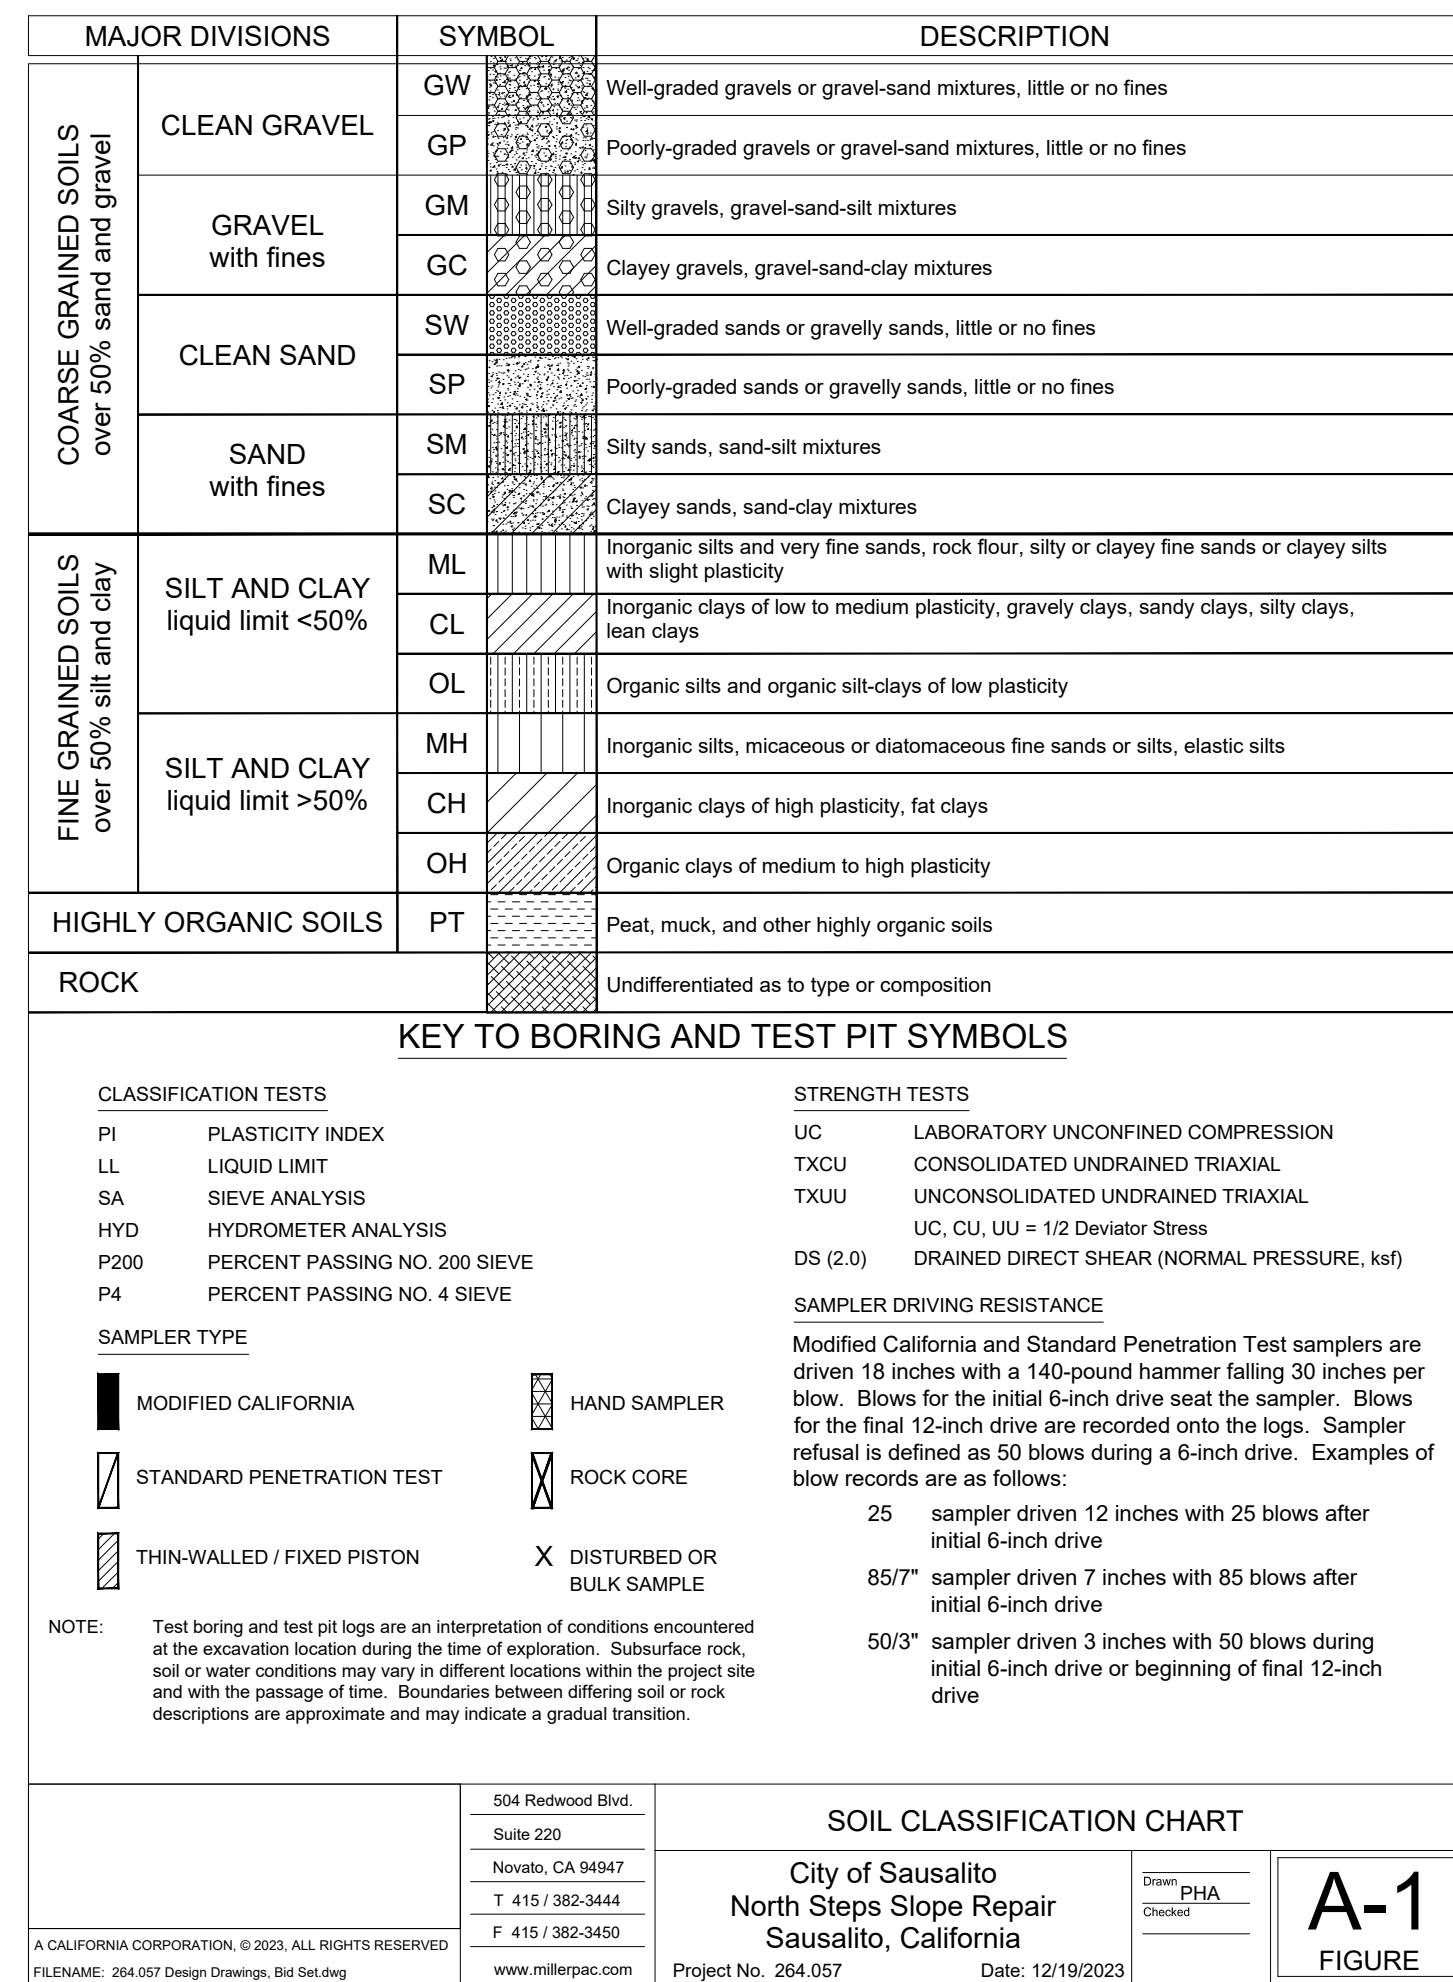 MAJOR DIVISIONS
SYMBOL
DESCRIPTION
COARSE GRAINED SOILS
over 50% sand and gravel
CLEAN GRAVEL
GW
Well-graded gravels or gravel-sand mixtures, little or no fines
GP
Poorly-graded gravels or gravel-sand mixtures, little or no fines
GRAVEL
with fines
GM
Silty gravels, gravel-sand-silt mixtures
GC
Clayey gravels, gravel-sand-clay mixtures
CLEAN SAND
SW
Well-graded sands or gravelly sands, little or no fines
SP
Poorly-graded sands or gravelly sands, little or no fines
SAND
with fines
SM
Silty sands, sand-silt mixtures
SC
Clayey sands, sand-clay mixtures
FINE GRAINED SOILS
over 50% silt and clay
SILT AND CLAY
liquid limit <50%
ML
Inorganic silts and very fine sands, rock flour, silty or clayey fine sands or clayey silts
with slight plasticity
CL
Inorganic clays of low to medium plasticity, gravely clays, sandy clays, silty clays,
lean clays
OL
Organic silts and organic silt-clays of low plasticity
SILT AND CLAY
liquid limit >50%
MH
Inorganic silts, micaceous or diatomaceous fine sands or silts, elastic silts
CH
Inorganic clays of high plasticity, fat clays
OH
Organic clays of medium to high plasticity
HIGHLY ORGANIC SOILS
PT
Peat, muck, and other highly organic soils
ROCK
Undifferentiated as to type or composition
KEY TO BORING AND TEST PIT SYMBOLS
CLASSIFICATION TESTS
PI PLASTICITY INDEX
LL LIQUID LIMIT
SA SIEVE ANALYSIS
HYD HYDROMETER ANALYSIS
P200 PERCENT PASSING NO. 200 SIEVE
P4 PERCENT PASSING NO. 4 SIEVE
SAMPLER TYPE
MODIFIED CALIFORNIA
HAND SAMPLER
STANDARD PENETRATION TEST
ROCK CORE
THIN-WALLED / FIXED PISTON
X DISTURBED OR
BULK SAMPLE
NOTE: Test boring and test pit logs are an interpretation of conditions encountered
at the excavation location during the time of exploration. Subsurface rock,
soil or water conditions may vary in different locations within the project site
and with the passage of time. Boundaries between differing soil or rock
descriptions are approximate and may indicate a gradual transition.
STRENGTH TESTS
UC LABORATORY UNCONFINED COMPRESSION
TXCU CONSOLIDATED UNDRAINED TRIAXIAL
TXUU UNCONSOLIDATED UNDRAINED TRIAXIAL
UC, CU, UU = 1/2 Deviator Stress
DS (2.0) DRAINED DIRECT SHEAR (NORMAL PRESSURE, ksf)
SAMPLER DRIVING RESISTANCE
Modified California and Standard Penetration Test samplers are
driven 18 inches with a 140-pound hammer falling 30 inches per
blow. Blows for the initial 6-inch drive seat the sampler. Blows
for the final 12-inch drive are recorded onto the logs. Sampler
refusal is defined as 50 blows during a 6-inch drive. Examples of
blow records are as follows:
25 sampler driven 12 inches with 25 blows after
initial 6-inch drive
85/7" sampler driven 7 inches with 85 blows after
initial 6-inch drive
50/3" sampler driven 3 inches with 50 blows during
initial 6-inch drive or beginning of final 12-inch
drive
A CALIFORNIA CORPORATION, © 2023, ALL RIGHTS RESERVED
FILENAME: 264.057 Design Drawings, Bid Set.dwg
504 Redwood Blvd.
Suite 220
Novato, CA 94947
T 415 / 382-3444
F 415 / 382-3450
www.millerpac.com
SOIL CLASSIFICATION CHART
City of Sausalito
North Steps Slope Repair
Sausalito, California
Project No. 264.057 Date: 12/19/2023
Drawn
PHA
Checked
A-1
FIGURE